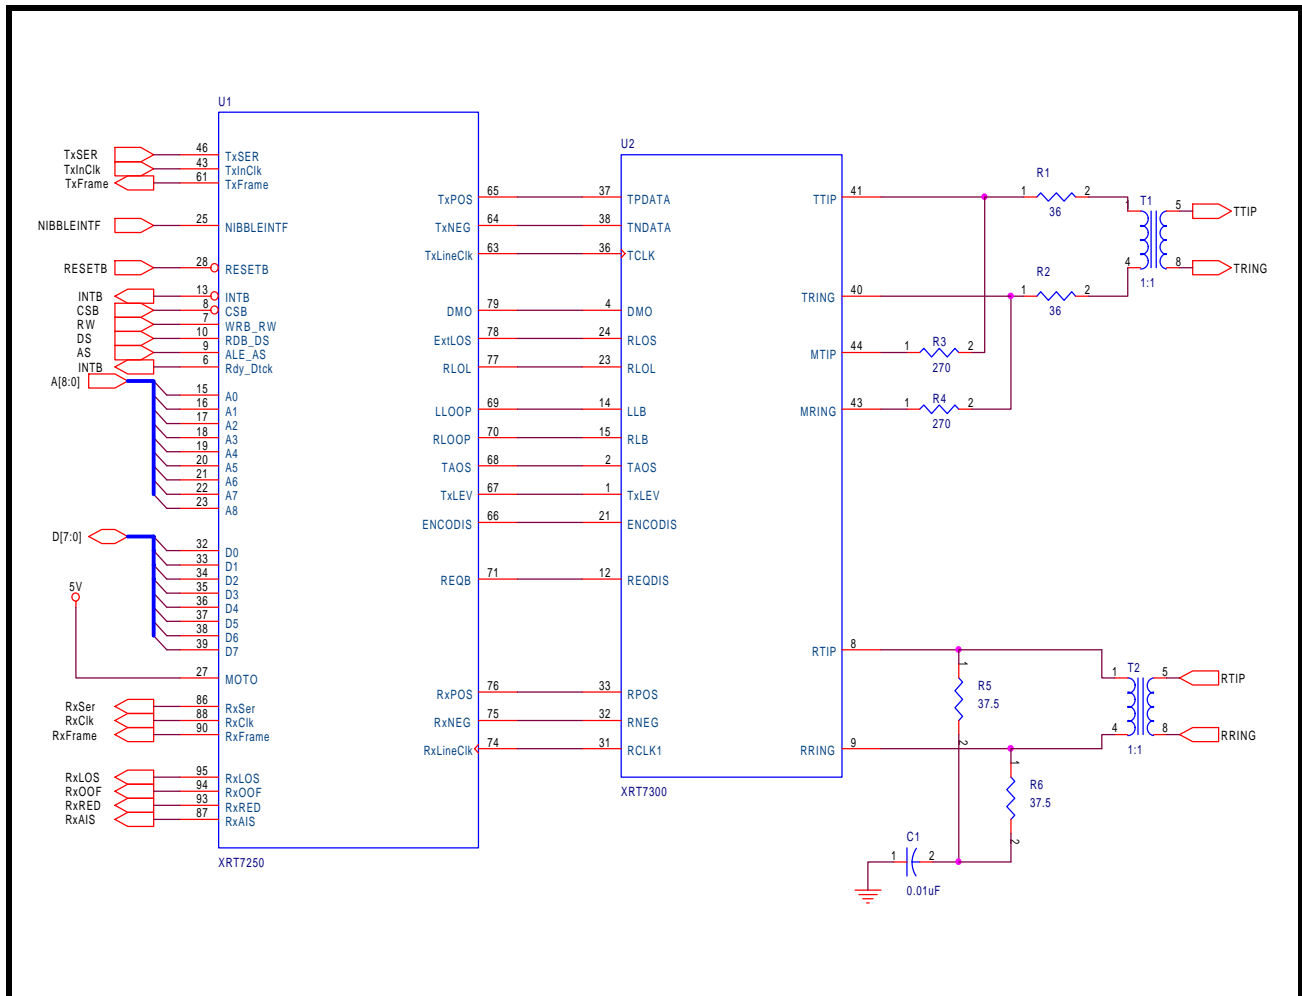 U1
TxSER 46 TxSER
TxInClk 43 TxInClk
TxFrame 61 TxFrame
NIBBLEINTF 25 NIBBLEINTF
RESETB 28 RESETB
INTB 13 INTB
CSB 8 CSB
RW 7 WRB_RW
DS 10 RDB_DS
AS 9 ALE_AS
INTB 6 Rdy_Dtck
A[8:0]
15 A0
16 A1
17 A2
18 A3
19 A4
20 A5
21 A6
22 A7
23 A8
D[7:0]
32 D0
33 D1
34 D2
35 D3
36 D4
37 D5
38 D6
39 D7
5V
27 MOTO
RxSer 86 RxSer
RxClk 88 RxClk
RxFrame 90 RxFrame
RxLOS 95 RxLOS
RxOOF 94 RxOOF
RxRED 93 RxRED
RxAIS 87 RxAIS
XRT7250
U2
TxPOS 65 37 TPDATA
TxNEG 64 38 TNDATA
TxLineClk 63 36 TCLK
DMO 79 4 DMO
ExtLOS 78 24 RLOS
RLOL 77 23 RLOL
LLOOP 69 14 LLB
RLOOP 70 15 RLB
TAOS 68 2 TAOS
TxLEV 67 1 TxLEV
ENCODIS 66 21 ENCODIS
REQB 71 12 REQDIS
RxPOS 76 33 RPOS
RxNEG 75 32 RNEG
RxLineClk 74 31 RCLK1
XRT7300
TTIP 41
R1
1 2
36
TRING 40
R2
1 2
36
MTIP 44
R3
1 2
270
MRING 43
R4
1 2
270
T1
1 5 TTIP
4 8 TRING
1:1
RTIP 8
RRING 9
1
R5
37.5
2
1
R6
37.5
2
T2
1 5 RTIP
4 8 RRING
1:1
C1
1 2
0.01uF